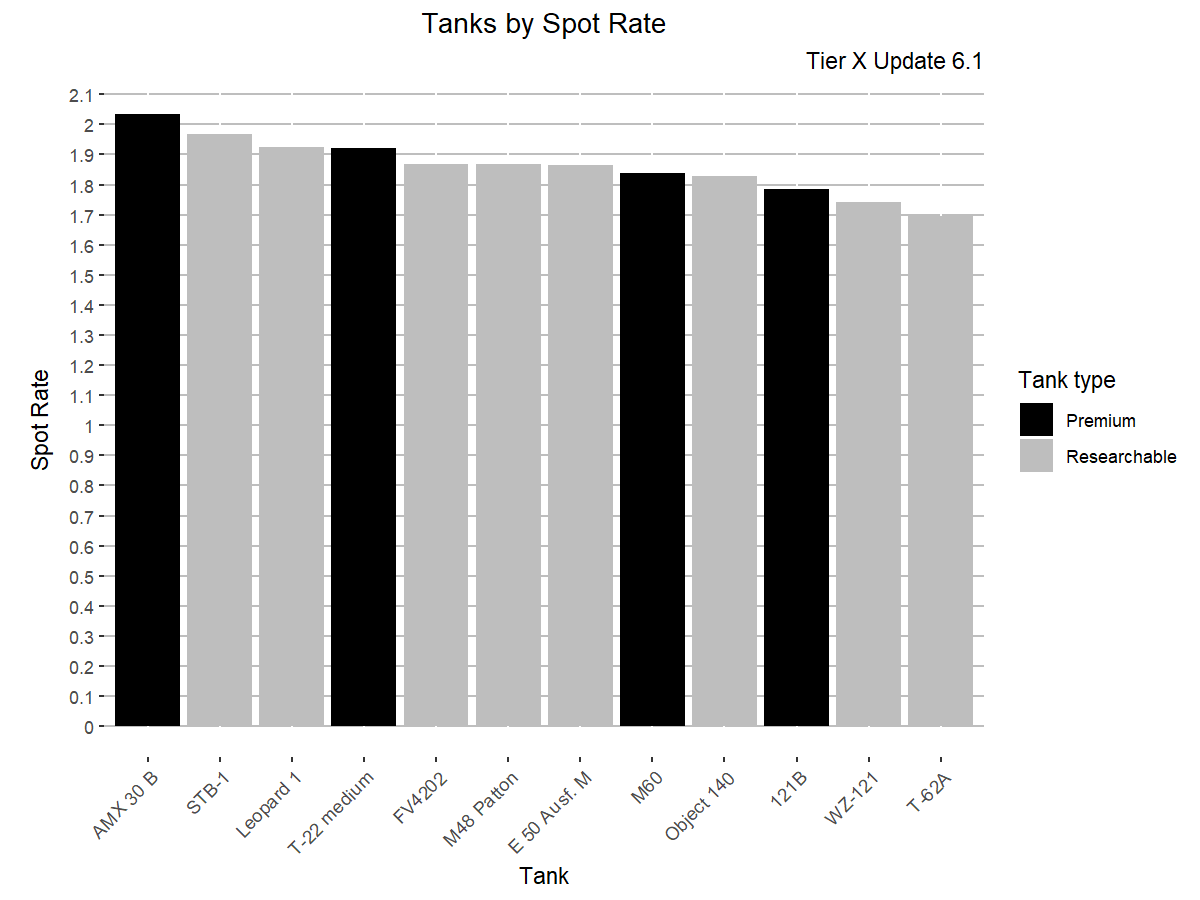 Tanks by Spot Rate
Tier X Update 6.1
2.1
2
1.9
1.8
1.7
1.6
1.5
1.4
1.3
1.2
1.1
1
0.9
0.8
0.7
0.6
0.5
0.4
0.3
0.2
0.1
0
Spot Rate
AMX 30 B
STB-1
Leopard 1
T-22 medium
FV4202
M48 Patton
E 50 Ausf. M
M60
Object 140
121B
WZ-121
T-62A
Tank
Tank type
Premium
Researchable